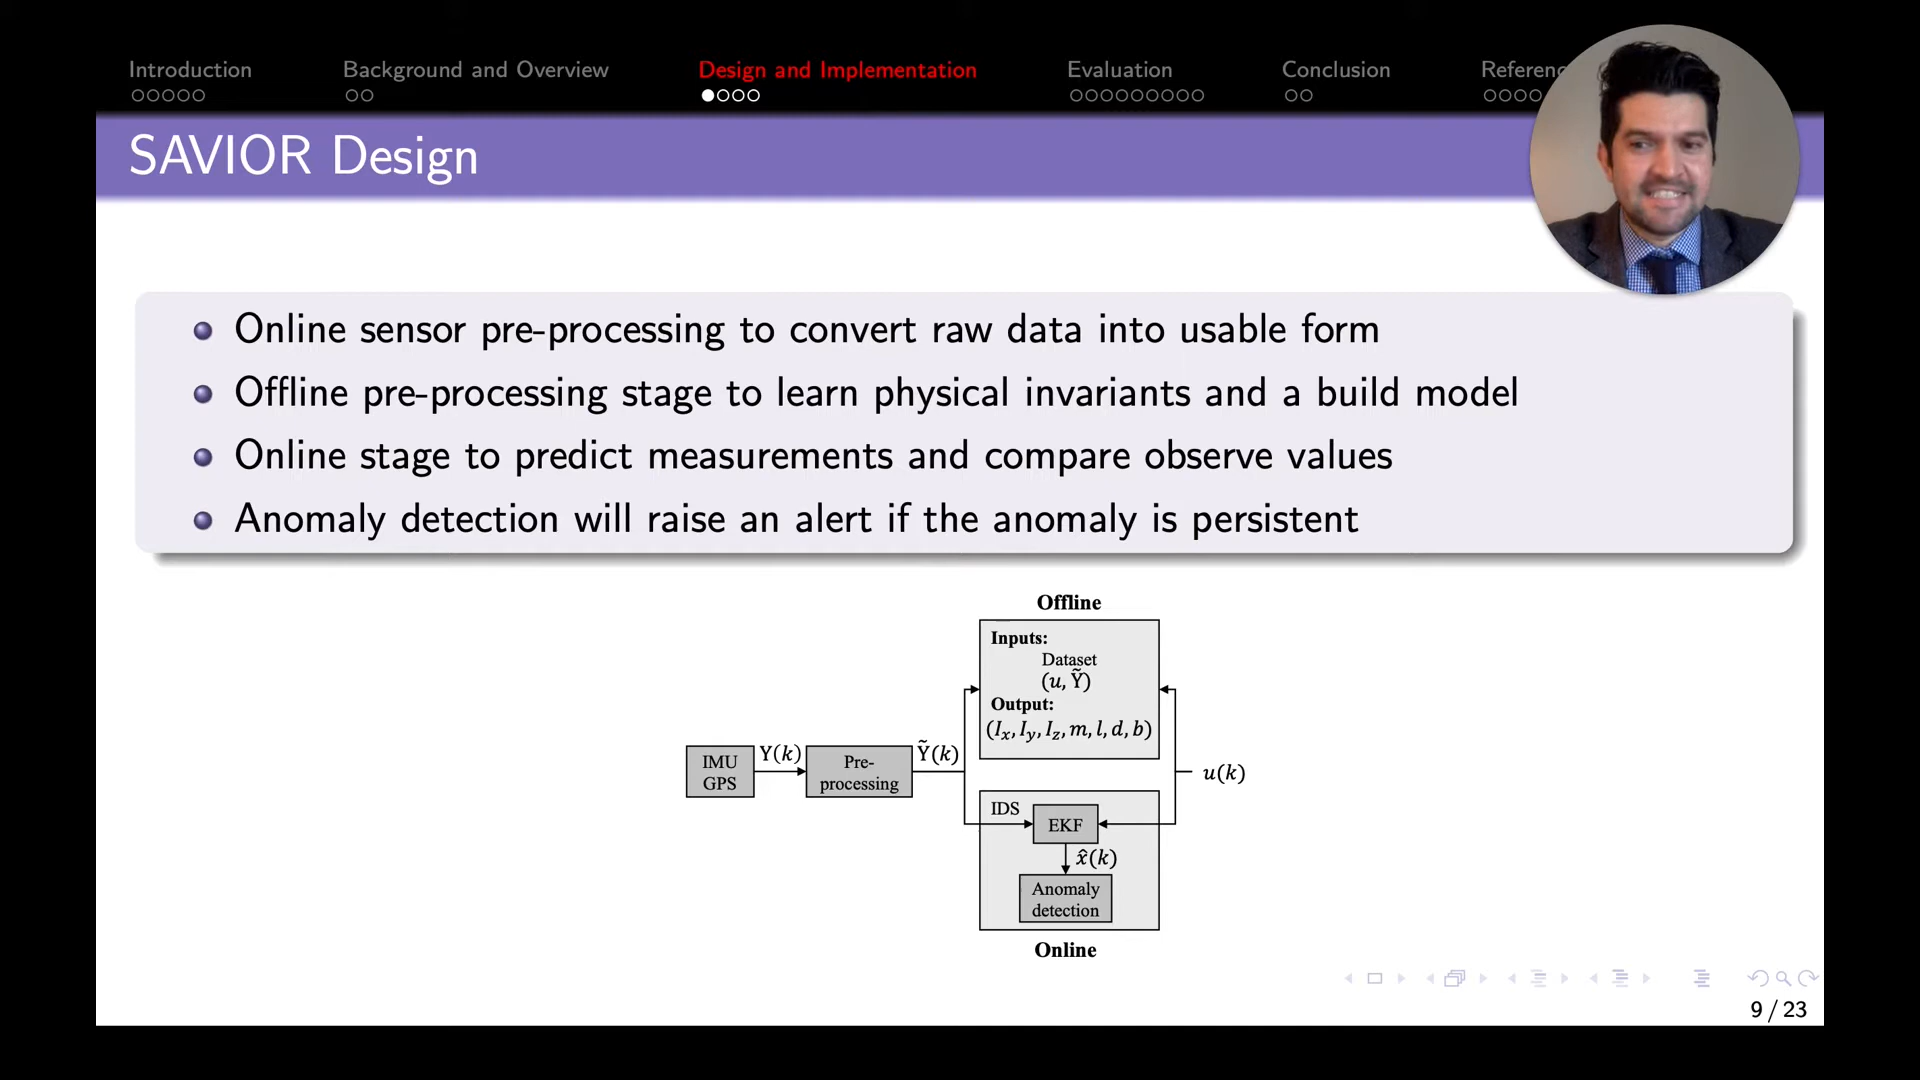 Introduction Background and Overview Design and Implementation Evaluation Conclusion
SAVIOR Design
Online sensor pre-processing to convert raw data into usable form
Offline pre-processing stage to learn physical invariants and a build model
Online stage to predict measurements and compare observe values
Anomaly detection will raise an alert if the anomaly is persistent
Offline
Inputs:
Dataset
(u, Ỹ)
Output:
(Iₓ, I_y, I_z, m, l, d, b)
IMU
GPS
Y(k)
Pre-
processing
Ỹ(k)
u(k)
IDS
EKF
x̂(k)
Anomaly
detection
Online
9 / 23